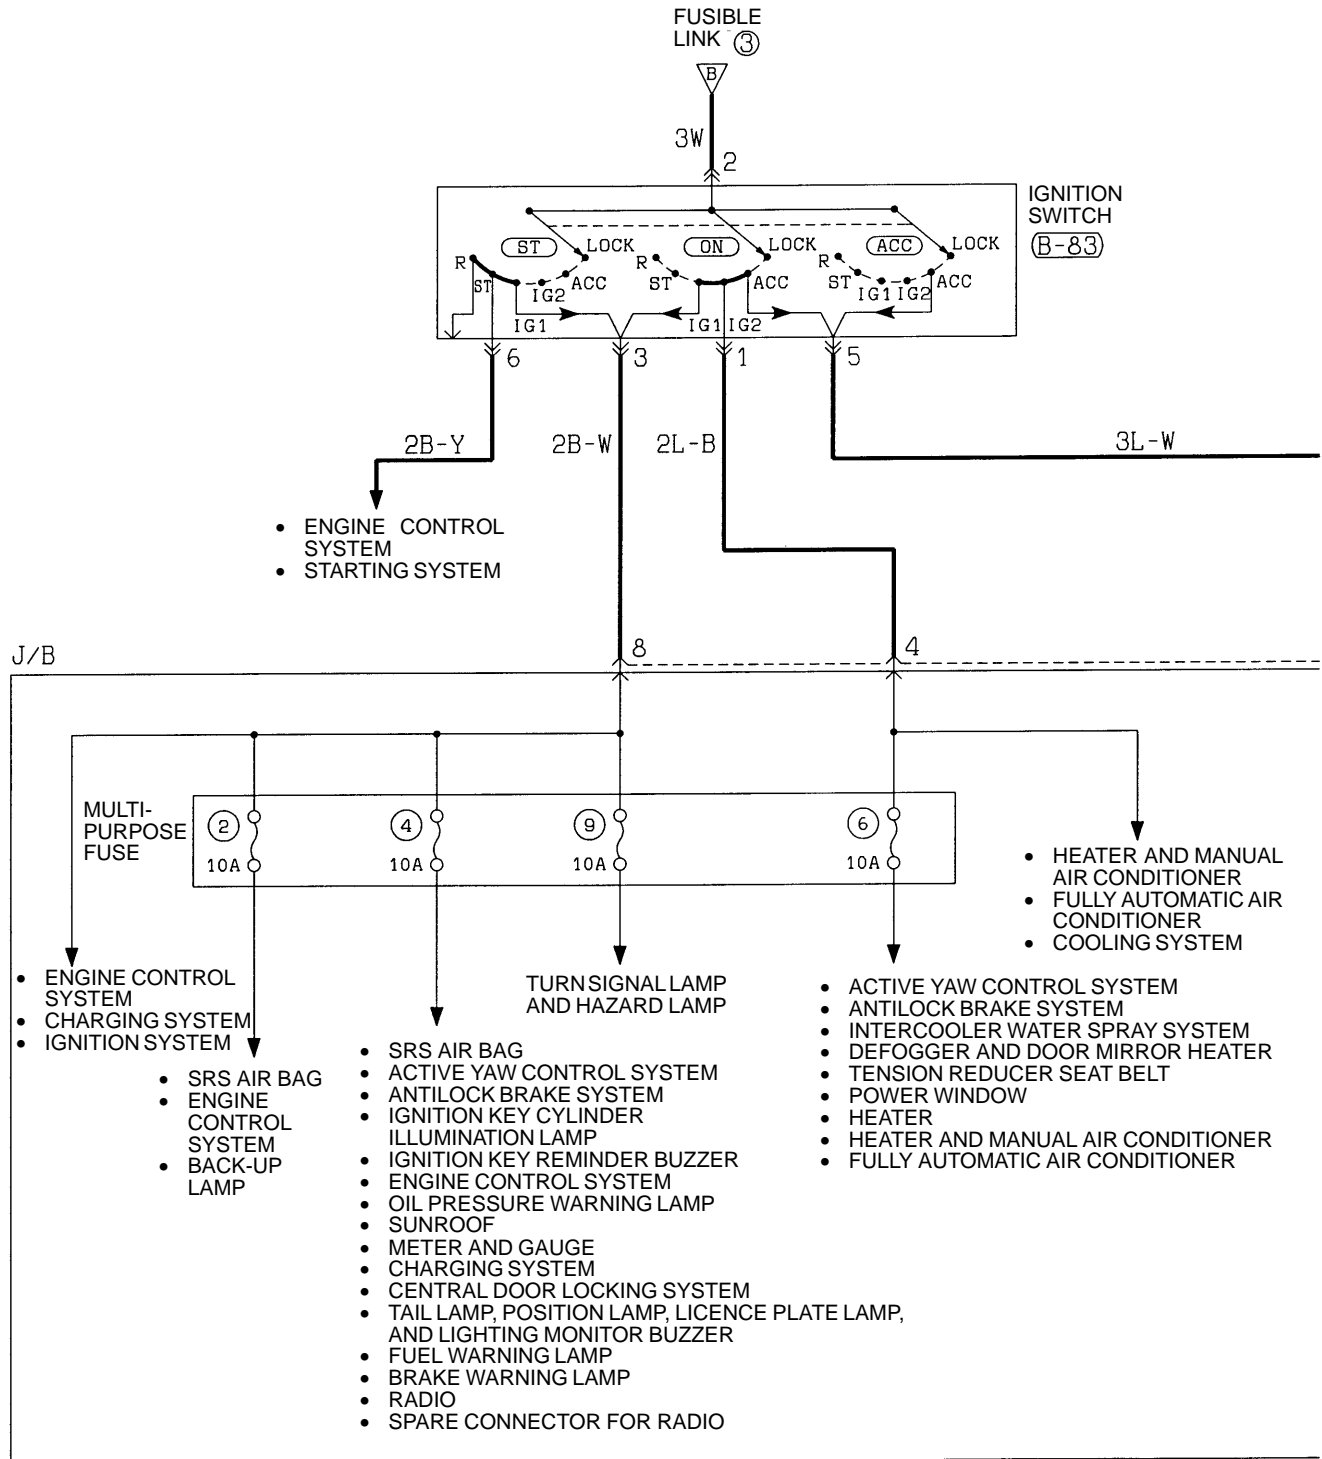 FUSIBLE
LINK ③
B
3W
2
IGNITION
SWITCH
B-83
ST
LOCK
ON
LOCK
ACC
LOCK
R
ST
IG1
IG2
ACC
R
ST
IG1
IG2
ACC
R
ST
IG1
IG2
ACC
6
3
1
5
2B-Y
2B-W
2L-B
3L-W
• ENGINE CONTROL
SYSTEM
• STARTING SYSTEM
J/B
8
4
MULTI-
PURPOSE
FUSE
②
10A
④
10A
⑨
10A
⑥
10A
• HEATER AND MANUAL
AIR CONDITIONER
• FULLY AUTOMATIC AIR
CONDITIONER
• COOLING SYSTEM
• ENGINE CONTROL
SYSTEM
• CHARGING SYSTEM
• IGNITION SYSTEM
• SRS AIR BAG
• ENGINE
CONTROL
SYSTEM
• BACK-UP
LAMP
• SRS AIR BAG
• ACTIVE YAW CONTROL SYSTEM
• ANTILOCK BRAKE SYSTEM
• IGNITION KEY CYLINDER
ILLUMINATION LAMP
• IGNITION KEY REMINDER BUZZER
• ENGINE CONTROL SYSTEM
• OIL PRESSURE WARNING LAMP
• SUNROOF
• METER AND GAUGE
• CHARGING SYSTEM
• CENTRAL DOOR LOCKING SYSTEM
• TAIL LAMP, POSITION LAMP, LICENCE PLATE LAMP,
AND LIGHTING MONITOR BUZZER
• FUEL WARNING LAMP
• BRAKE WARNING LAMP
• RADIO
• SPARE CONNECTOR FOR RADIO
TURN SIGNAL LAMP
AND HAZARD LAMP
• ACTIVE YAW CONTROL SYSTEM
• ANTILOCK BRAKE SYSTEM
• INTERCOOLER WATER SPRAY SYSTEM
• DEFOGGER AND DOOR MIRROR HEATER
• TENSION REDUCER SEAT BELT
• POWER WINDOW
• HEATER
• HEATER AND MANUAL AIR CONDITIONER
• FULLY AUTOMATIC AIR CONDITIONER